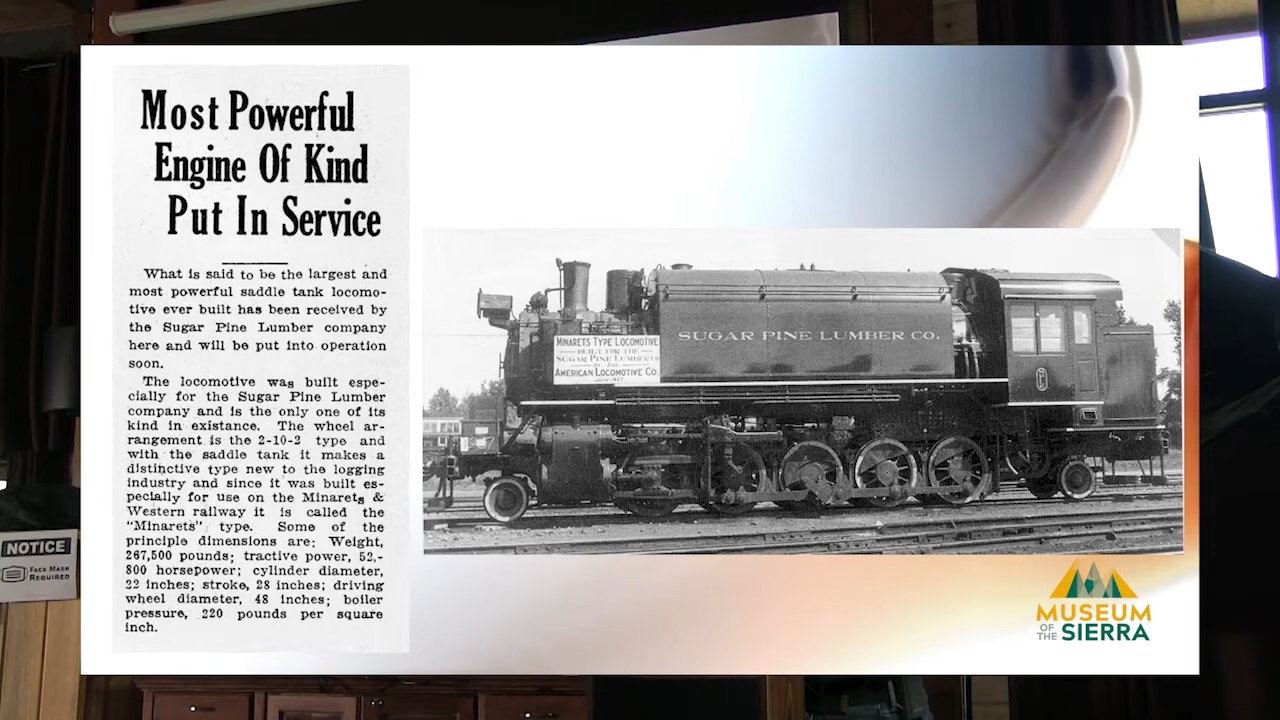 Most Powerful
Engine Of Kind
Put In Service
What is said to be the largest and
most powerful saddle tank locomo-
tive ever built has been received by
the Sugar Pine Lumber company
here and will be put into operation
soon.
The locomotive was built espe-
cially for the Sugar Pine Lumber
company and is the only one of its
kind in existance. The wheel ar-
rangement is the 2-10-2 type and
with the saddle tank it makes a
distinctive type new to the logging
industry and since it was built es-
pecially for use on the Minarets &
Western railway it is called the
"Minarets" type. Some of the
principle dimensions are: Weight,
267,500 pounds; tractive power, 52,-
800 horsepower; cylinder diameter,
22 inches; stroke, 28 inches; driving
wheel diameter, 48 inches; boiler
pressure, 220 pounds per square
inch.
SUGAR PINE LUMBER CO.
MINARETS TYPE LOCOMOTIVE
BUILT FOR THE
SUGAR PINE LUMBER CO
BY THE
AMERICAN LOCOMOTIVE CO.
NOTICE
FACE MASK
REQUIRED
MUSEUM
OF THE SIERRA